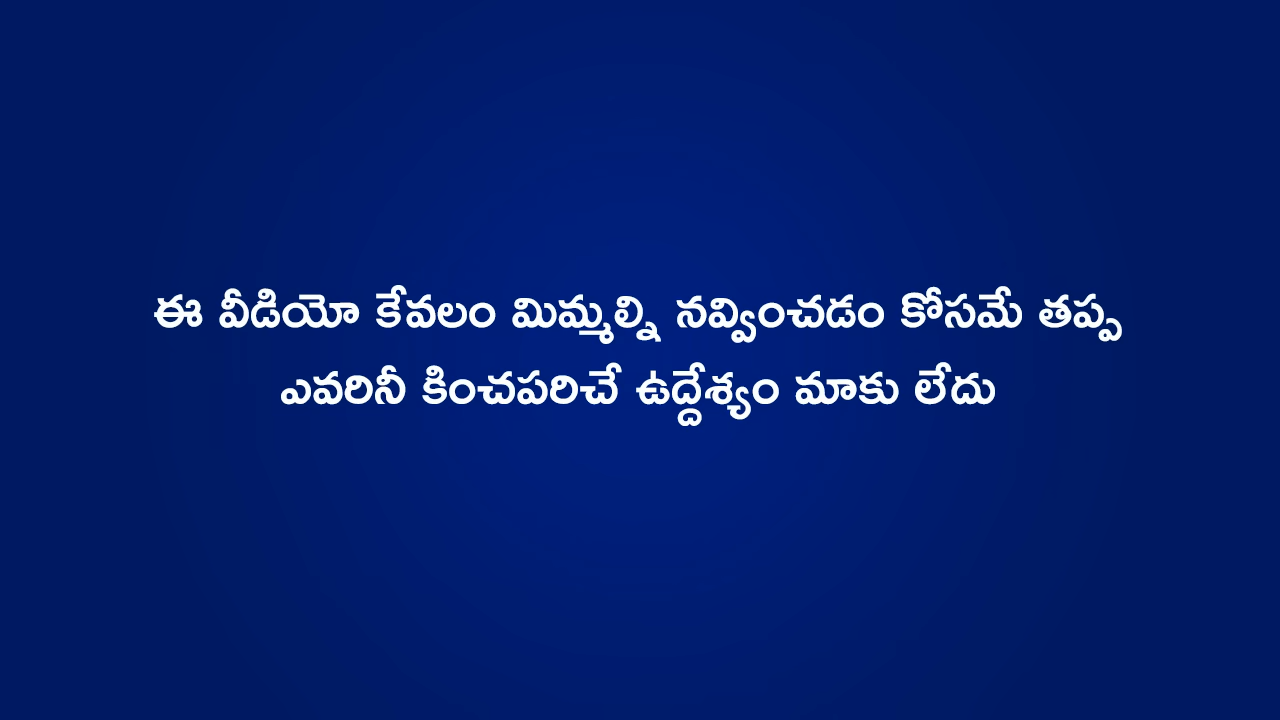 ఈ వీడియో కేవలం మిమ్మల్ని నవ్వించడం కోసమే తప్ప
ఎవరినీ కించపరిచే ఉద్దేశ్యం మాకు లేదు